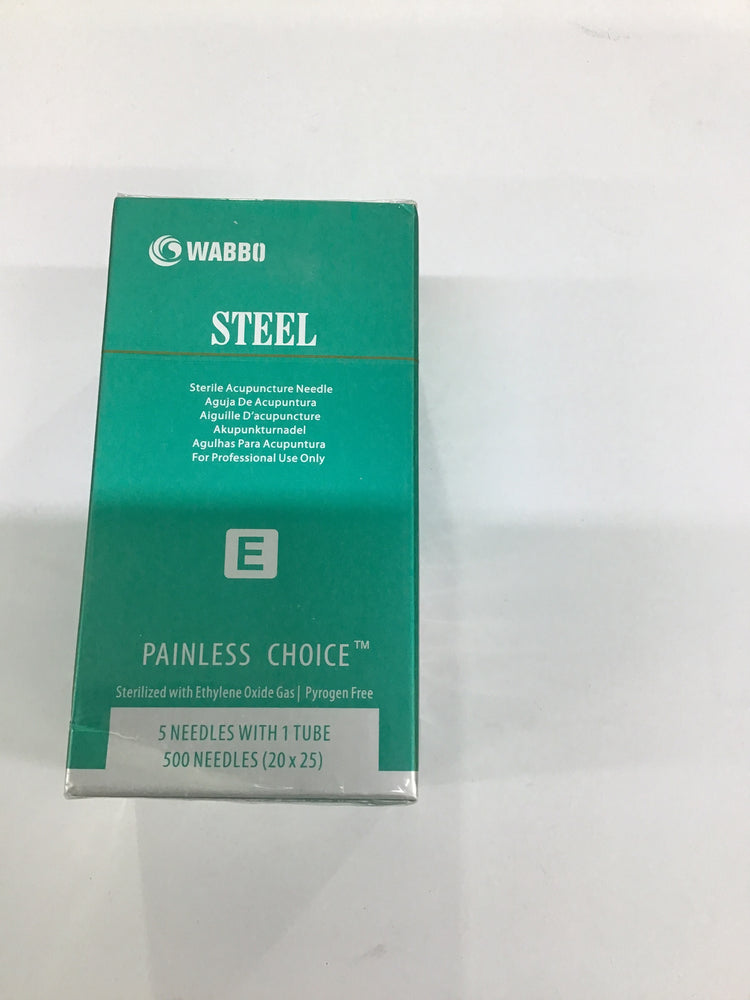 WABBO
STEEL
Sterile Acupuncture Needle
Aguja De Acupuntura
Aiguille D'acupuncture
Akupunkturnadel
Agulhas Para Acupuntura
For Professional Use Only
E
PAINLESS CHOICE™
Sterilized with Ethylene Oxide Gas | Pyrogen Free
5 NEEDLES WITH 1 TUBE
500 NEEDLES (20 x 25)